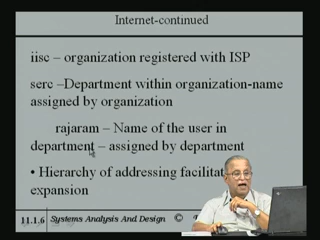 Internet-continued
iisc – organization registered with ISP
serc –Department within organization-name
assigned by organization
rajaram – Name of the user in
department – assigned by department
• Hierarchy of addressing facilitat
expansion
11.1.6 Systems Analysis And Design ©